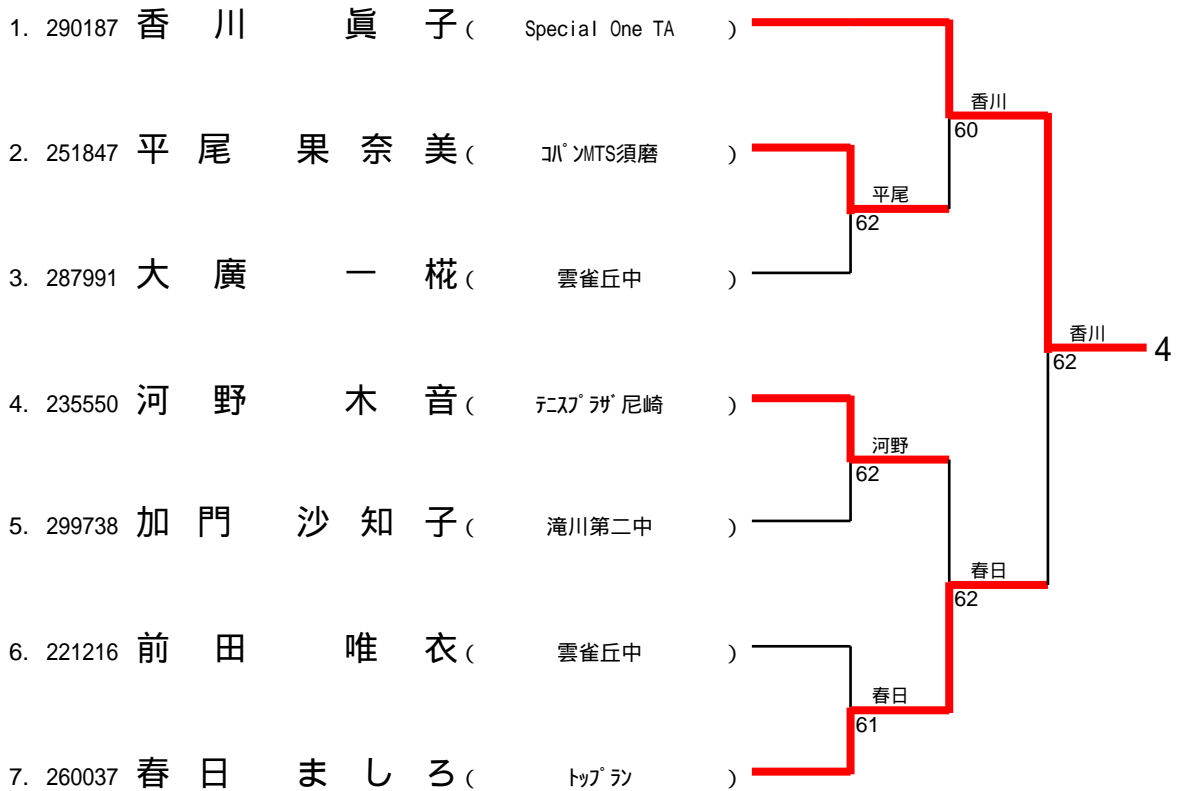 1. 290187 香川 眞子 ( Special One TA )
香川
60
2. 251847 平尾 果奈美 ( ｺﾊﾟﾝMTS須磨 )
平尾
62
3. 287991 大廣 一椛 ( 雲雀丘中 )
香川
62
4
4. 235550 河野 木音 ( ﾃﾆｽﾌﾟﾗｻﾞ尼崎 )
河野
62
5. 299738 加門 沙知子 ( 滝川第二中 )
春日
62
6. 221216 前田 唯衣 ( 雲雀丘中 )
春日
61
7. 260037 春日 ましろ ( ﾄｯﾌﾟﾗﾝ )